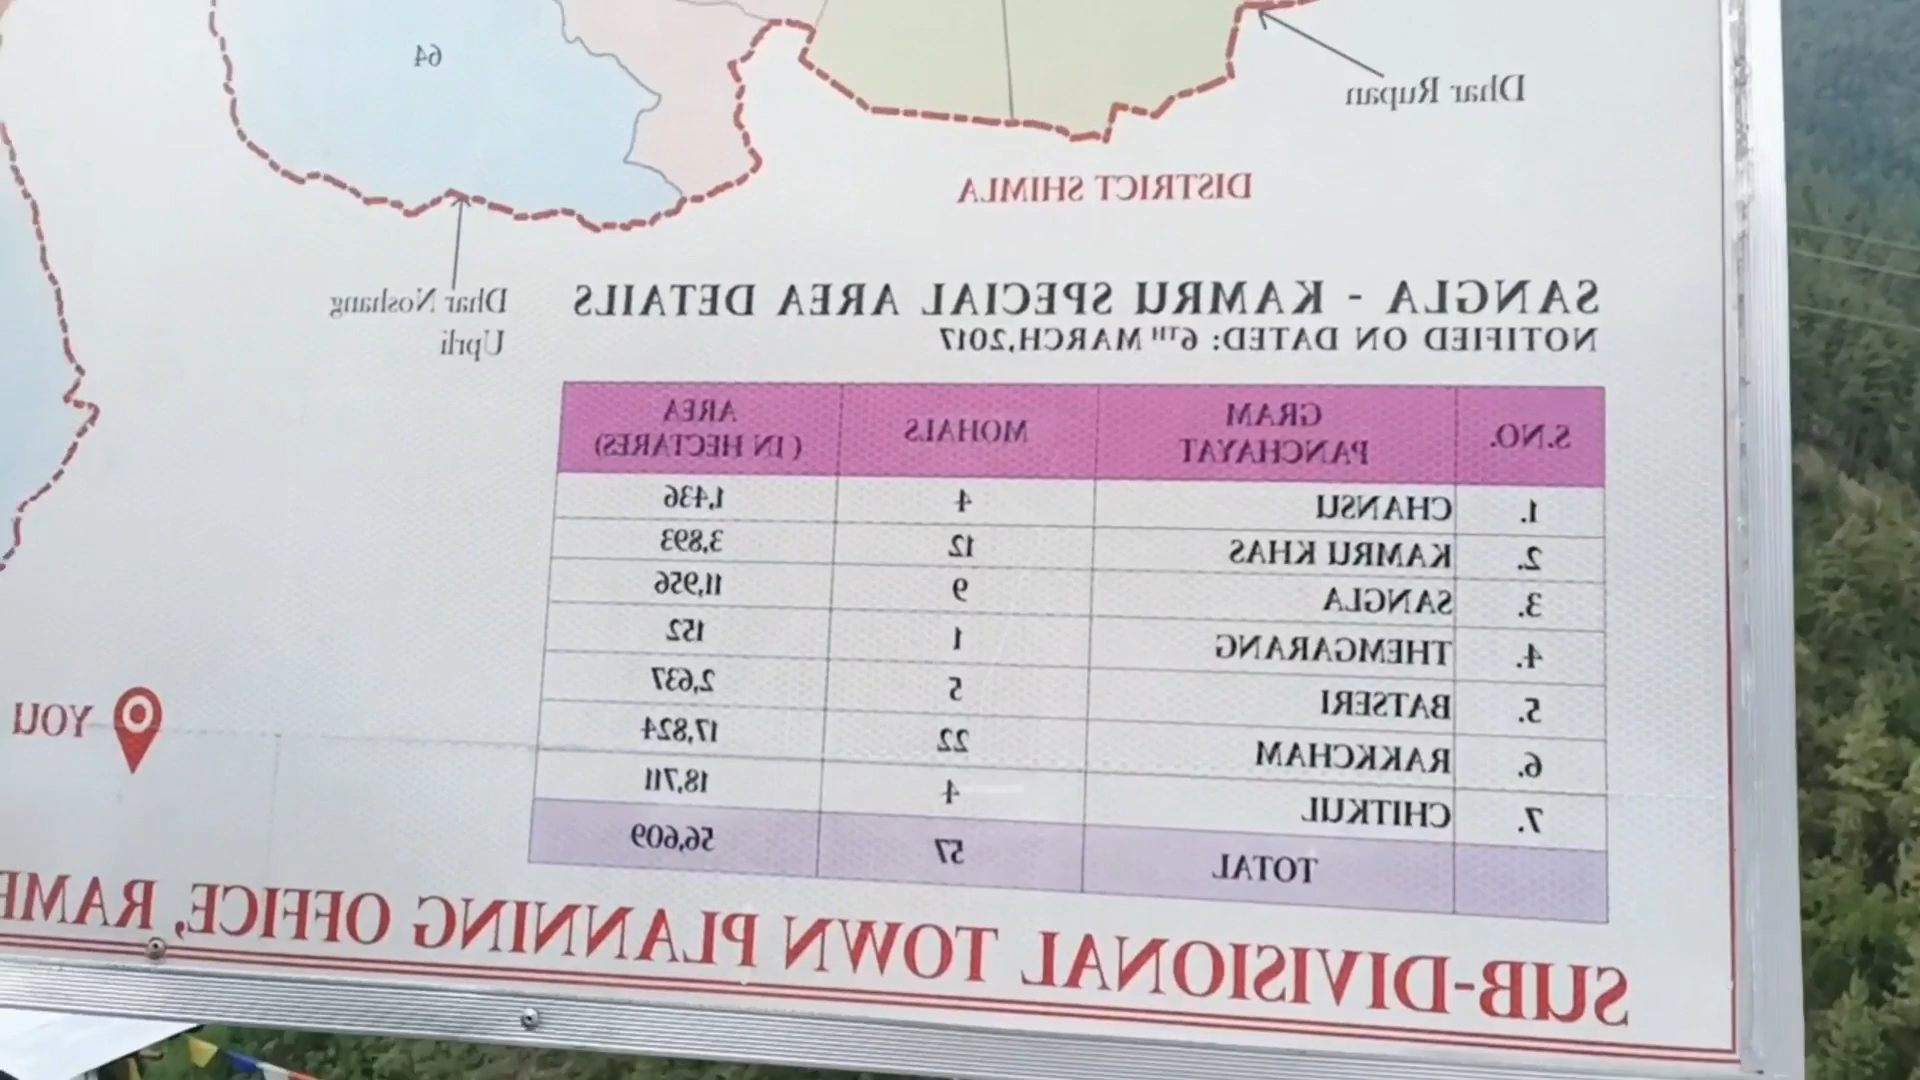 64
Dhar Rupan
DISTRICT SHIMLA
Dhar Noshang
Uprli
SANGLA - KAMRU SPECIAL AREA DETAILS
NOTIFIED ON DATED: 6TH MARCH,2017
S.NO. GRAM PANCHAYAT MOHALS AREA ( IN HECTARES)
1. CHANSU 4 1,436
2. KAMRU KHAS 12 3,893
3. SANGLA 9 11,956
4. THEMGARANG 1 152
5. BATSERI 5 2,637
6. RAKKCHAM 22 17,824
7. CHITKUL 4 18,711
TOTAL 57 56,609
YOU
SUB-DIVISIONAL TOWN PLANNING OFFICE,